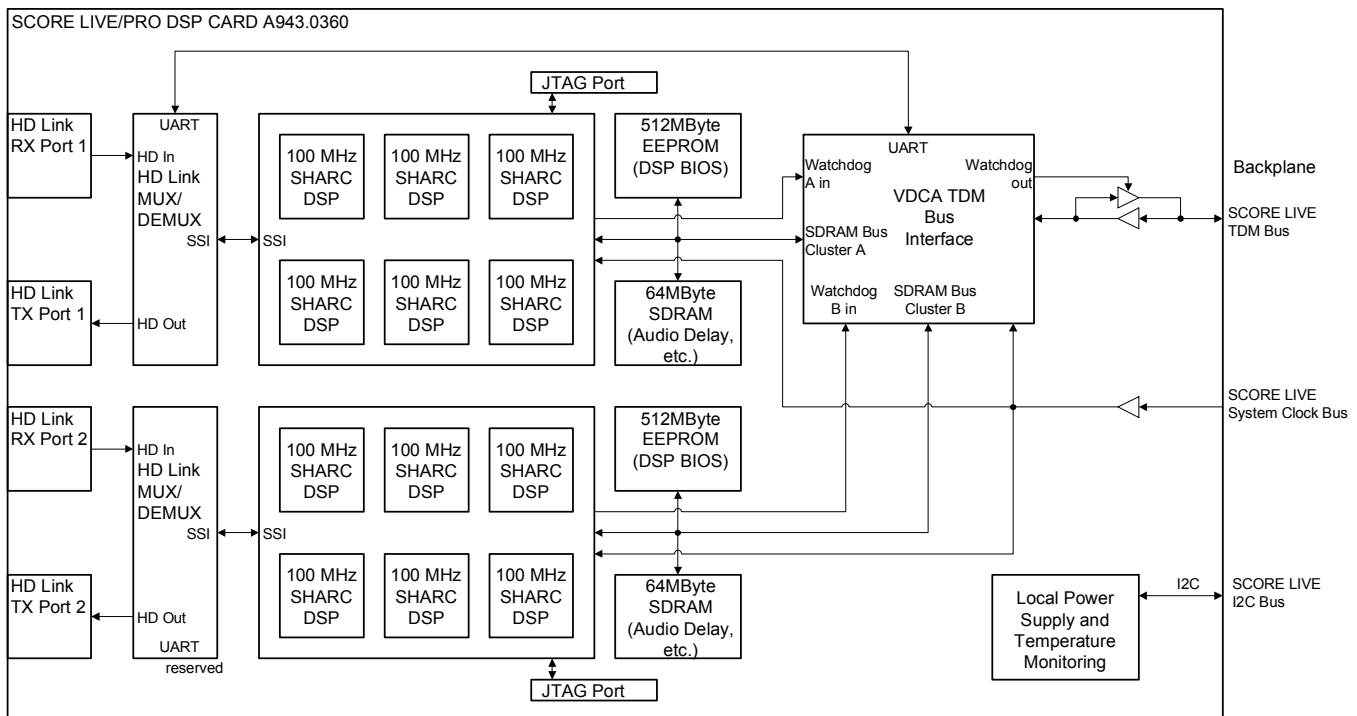 SCORE LIVE/PRO DSP CARD A943.0360
JTAG Port
HD Link
RX Port 1
UART
HD In
HD Link
MUX/
DEMUX
SSI
HD Out
HD Link
TX Port 1
SSI
100 MHz
SHARC
DSP
100 MHz
SHARC
DSP
100 MHz
SHARC
DSP
100 MHz
SHARC
DSP
100 MHz
SHARC
DSP
100 MHz
SHARC
DSP
512MByte
EEPROM
(DSP BIOS)
64MByte
SDRAM
(Audio Delay,
etc.)
UART
Watchdog
A in
Watchdog
out
VDCA TDM
Bus
Interface
SDRAM Bus
Cluster A
Watchdog
B in
SDRAM Bus
Cluster B
Backplane
SCORE LIVE
TDM Bus
SCORE LIVE
System Clock Bus
HD Link
RX Port 2
HD In
HD Link
MUX/
DEMUX
SSI
HD Out
UART
reserved
HD Link
TX Port 2
SSI
100 MHz
SHARC
DSP
100 MHz
SHARC
DSP
100 MHz
SHARC
DSP
100 MHz
SHARC
DSP
100 MHz
SHARC
DSP
100 MHz
SHARC
DSP
512MByte
EEPROM
(DSP BIOS)
64MByte
SDRAM
(Audio Delay,
etc.)
JTAG Port
Local Power
Supply and
Temperature
Monitoring
I2C
SCORE LIVE
I2C Bus